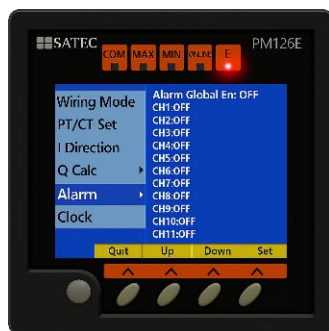 SATEC
COM MAX MIN ONLINE E PM126E
Wiring Mode
PT/CT Set
I Direction
Q Calc
Alarm
Clock
Alarm Global En: OFF
CH1:OFF
CH2:OFF
CH3:OFF
CH4:OFF
CH5:OFF
CH6:OFF
CH7:OFF
CH8:OFF
CH9:OFF
CH10:OFF
CH11:OFF
Quit Up Down Set